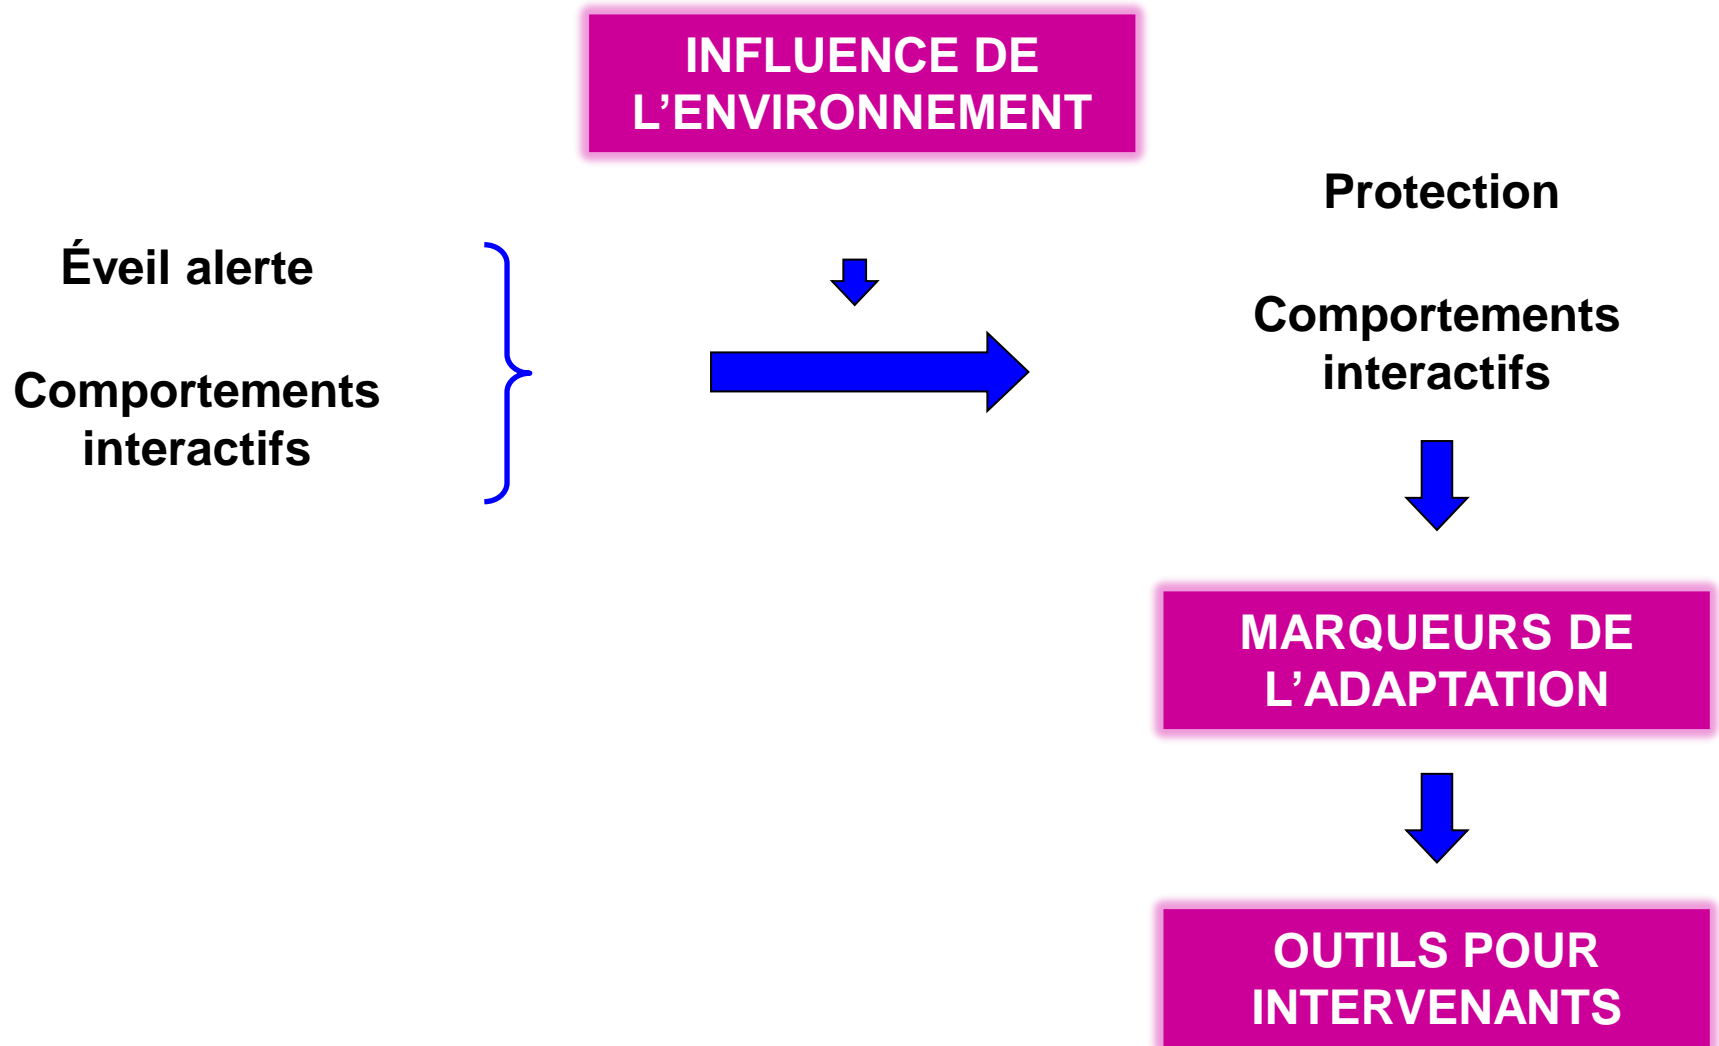 INFLUENCE DE
L’ENVIRONNEMENT
Éveil alerte
Comportements
interactifs
Protection
Comportements
interactifs
MARQUEURS DE
L’ADAPTATION
OUTILS POUR
INTERVENANTS